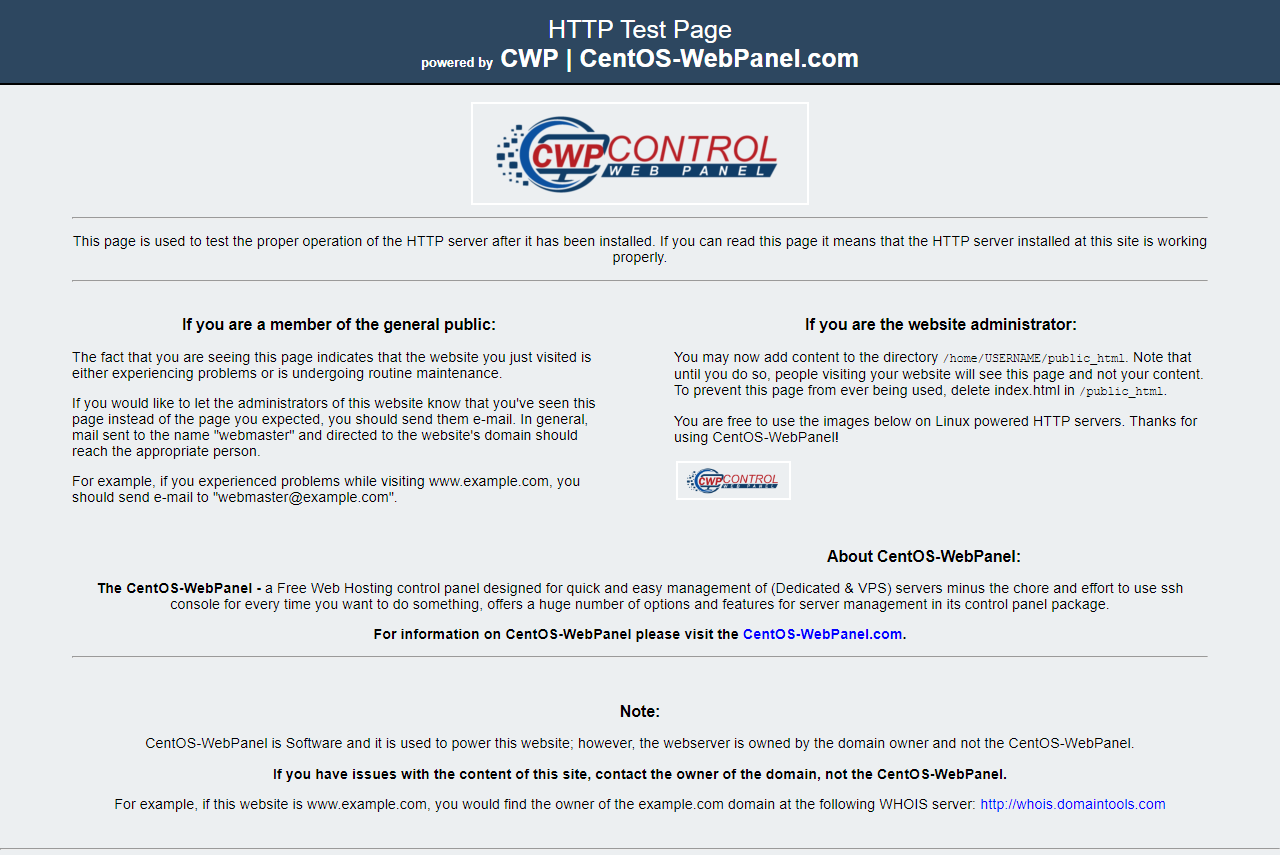 HTTP Test Page
powered by CWP | CentOS-WebPanel.com
CWP CONTROL
WEB PANEL
This page is used to test the proper operation of the HTTP server after it has been installed. If you can read this page it means that the HTTP server installed at this site is working
properly.
If you are a member of the general public:
The fact that you are seeing this page indicates that the website you just visited is
either experiencing problems or is undergoing routine maintenance.
If you would like to let the administrators of this website know that you've seen this
page instead of the page you expected, you should send them e-mail. In general,
mail sent to the name "webmaster" and directed to the website's domain should
reach the appropriate person.
For example, if you experienced problems while visiting www.example.com, you
should send e-mail to "webmaster@example.com".
If you are the website administrator:
You may now add content to the directory /home/USERNAME/public_html. Note that
until you do so, people visiting your website will see this page and not your content.
To prevent this page from ever being used, delete index.html in /public_html.
You are free to use the images below on Linux powered HTTP servers. Thanks for
using CentOS-WebPanel!
CWP CONTROL
WEB PANEL
About CentOS-WebPanel:
The CentOS-WebPanel - a Free Web Hosting control panel designed for quick and easy management of (Dedicated & VPS) servers minus the chore and effort to use ssh
console for every time you want to do something, offers a huge number of options and features for server management in its control panel package.
For information on CentOS-WebPanel please visit the CentOS-WebPanel.com.
Note:
CentOS-WebPanel is Software and it is used to power this website; however, the webserver is owned by the domain owner and not the CentOS-WebPanel.
If you have issues with the content of this site, contact the owner of the domain, not the CentOS-WebPanel.
For example, if this website is www.example.com, you would find the owner of the example.com domain at the following WHOIS server: http://whois.domaintools.com